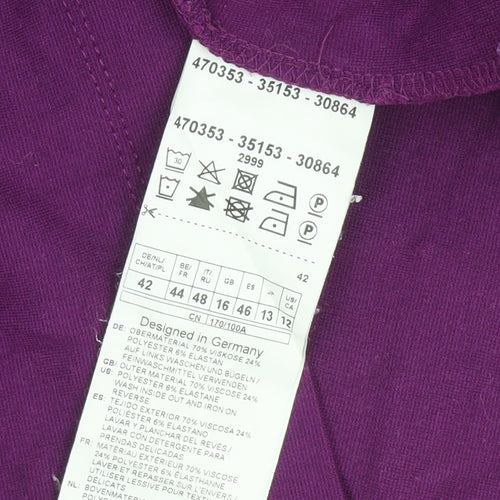 470353 - 35153 - 30864
470353 - 35153 - 30864
2999
30
P
P
42
DE/NL/ BE/ IT/ GB ES US/
CH/AT/PL FR RU CA
42 44 48 16 46 13 12
CN 170/100A
Designed in Germany
DE: OBERMATERIAL 70% VISKOSE 24%
POLYESTER 6% ELASTAN
AUF LINKS WASCHEN UND BÜGELN /
FEINWASCHMITTEL VERWENDEN
GB/ OUTER MATERIAL 70% VISCOSE 24%
US: POLYESTER 6% ELASTANE
WASH INSIDE OUT AND IRON ON
REVERSE
ES: TEJIDO EXTERIOR 70% VISCOSA 24%
POLIÉSTER 6% ELASTANO
LAVAR Y PLANCHAR DEL REVÉS /
LAVAR CON DETERGENTE PARA
PRENDAS DELICADAS
FR: MATERIAU EXTÉRIEUR 70% VISCOSE
24% POLYESTER 6% ÉLASTHANNE
LAVER ET REPASSER SUR L'ENVERS /
UTILISER LESSIVE POUR TEXTILES
DÉLICATS
NL: BOVENMATERIAAL